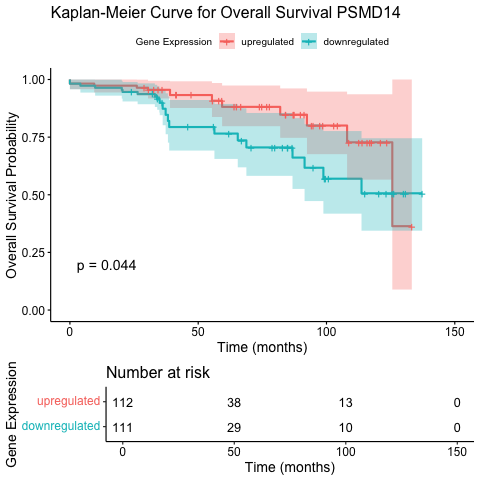 Kaplan-Meier Curve for Overall Survival PSMD14
Gene Expression upregulated downregulated
Overall Survival Probability
1.00
0.75
0.50
0.25
0.00
p = 0.044
0 50 100 150
Time (months)
Number at risk
Gene Expression
upregulated 112 38 13 0
downregulated 111 29 10 0
0 50 100 150
Time (months)